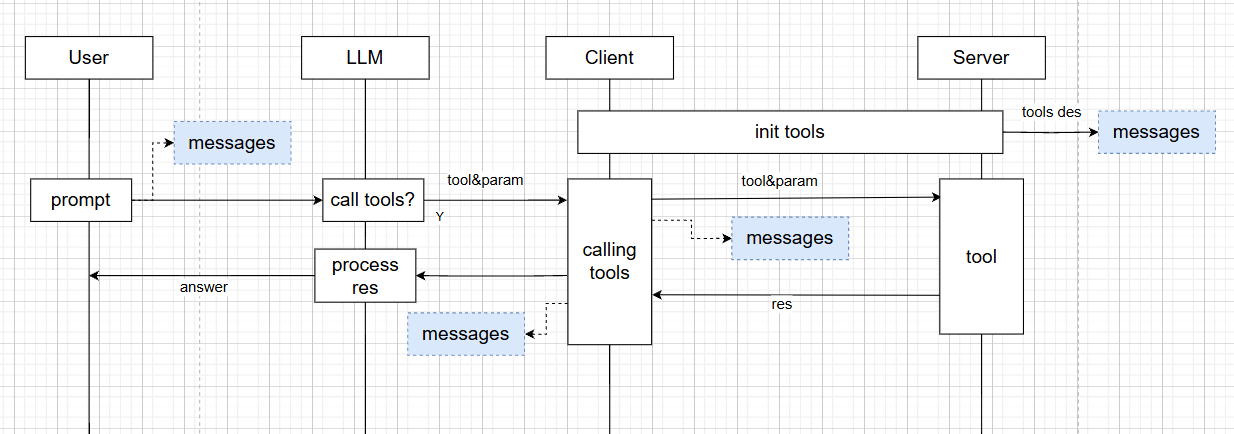 User
LLM
Client
Server
init tools
tools des
messages
messages
prompt
call tools?
tool&param
Y
tool&param
calling
tools
messages
tool
process
res
answer
res
messages